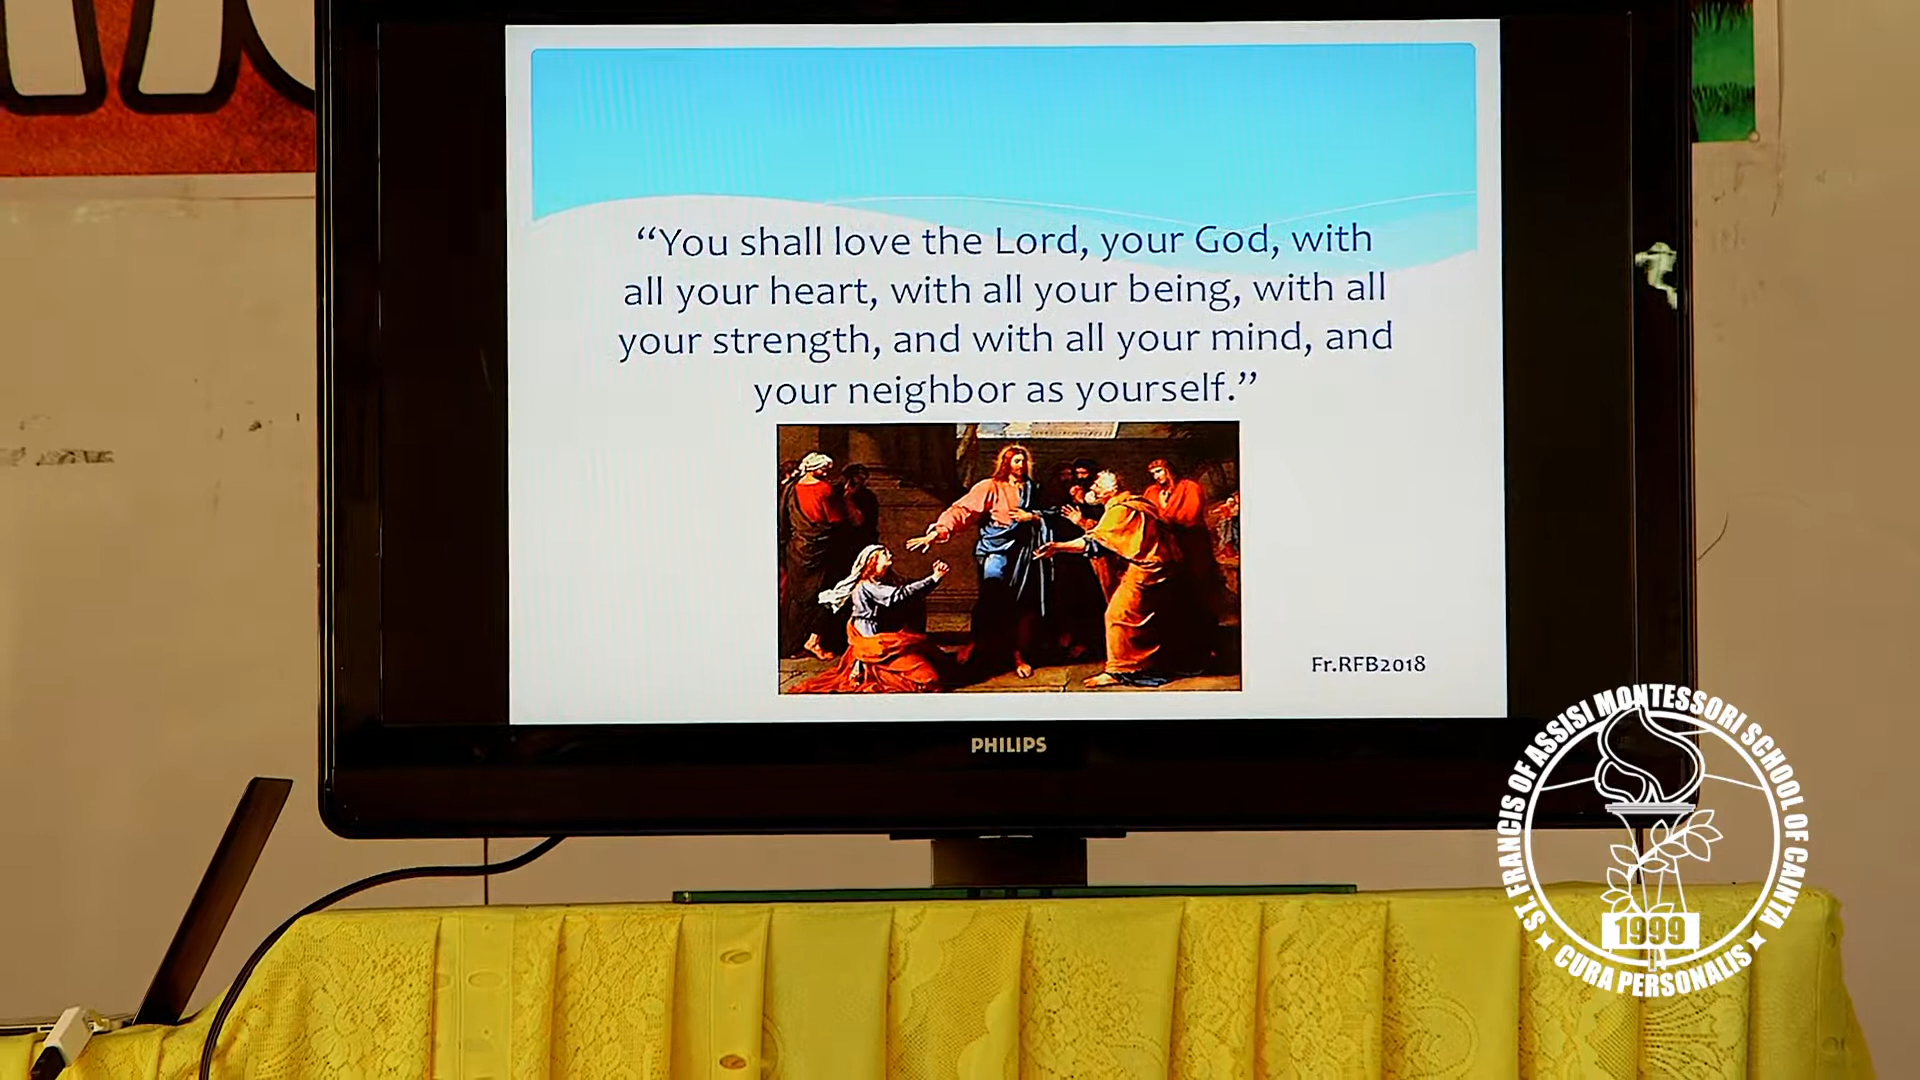 “You shall love the Lord, your God, with
all your heart, with all your being, with all
your strength, and with all your mind, and
your neighbor as yourself.”
Fr.RFB2018
PHILIPS
ST. FRANCIS OF ASSISI MONTESSORI SCHOOL OF CAINTA
1999
CURA PERSONALIS